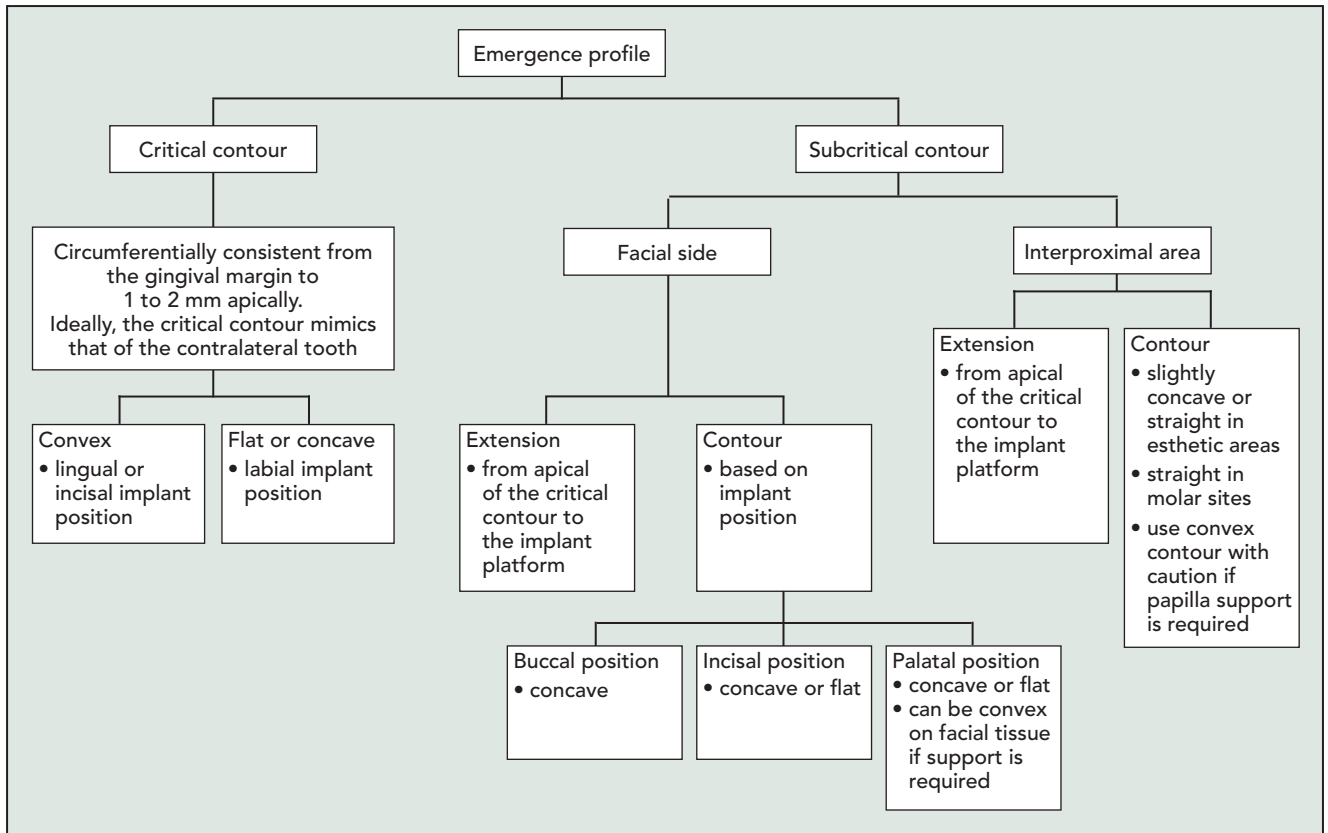 Emergence profile
Critical contour
Subcritical contour
Circumferentially consistent from
the gingival margin to
1 to 2 mm apically.
Ideally, the critical contour mimics
that of the contralateral tooth
Facial side
Interproximal area
Convex
• lingual or
incisal implant
position
Flat or concave
• labial implant
position
Extension
• from apical
of the critical
contour to
the implant
platform
Contour
• based on
implant
position
Extension
• from apical
of the critical
contour to
the implant
platform
Contour
• slightly
concave or
straight in
esthetic areas
• straight in
molar sites
• use convex
contour with
caution if
papilla support
is required
Buccal position
• concave
Incisal position
• concave or flat
Palatal position
• concave or flat
• can be convex
on facial tissue
if support is
required